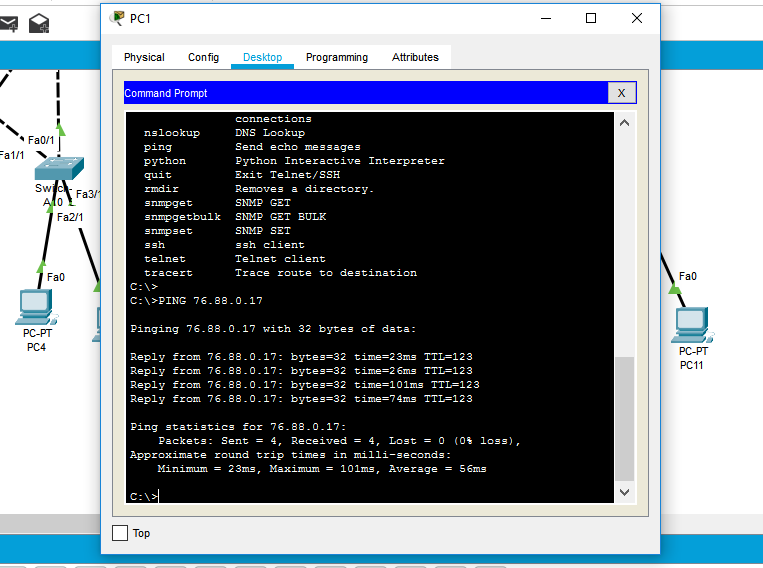 PC1
Physical Config Desktop Programming Attributes
Command Prompt
X
connections
nslookup DNS Lookup
ping Send echo messages
python Python Interactive Interpreter
quit Exit Telnet/SSH
rmdir Removes a directory.
snmpget SNMP GET
snmpgetbulk SNMP GET BULK
snmpset SNMP SET
ssh ssh client
telnet Telnet client
tracert Trace route to destination
C:\>
C:\>PING 76.88.0.17
Pinging 76.88.0.17 with 32 bytes of data:
Reply from 76.88.0.17: bytes=32 time=23ms TTL=123
Reply from 76.88.0.17: bytes=32 time=26ms TTL=123
Reply from 76.88.0.17: bytes=32 time=101ms TTL=123
Reply from 76.88.0.17: bytes=32 time=74ms TTL=123
Ping statistics for 76.88.0.17:
Packets: Sent = 4, Received = 4, Lost = 0 (0% loss),
Approximate round trip times in milli-seconds:
Minimum = 23ms, Maximum = 101ms, Average = 56ms
C:\>
Top
Fa0/1
Fa1/1
Switch-
Fa3/1
A10
Fa2/1
Fa0
PC-PT
PC4
Fa0
PC-PT
PC11